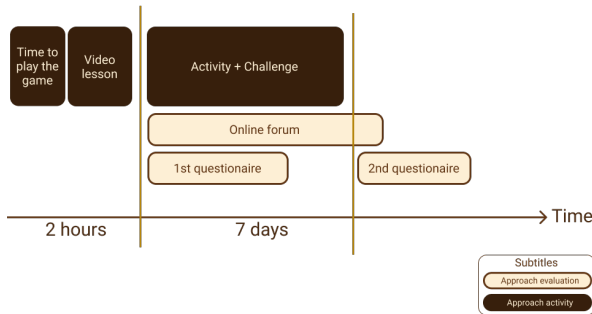 Time to
play the
game
Video
lesson
Activity + Challenge
Online forum
1st questionaire
2nd questionaire
Time
2 hours
7 days
Subtitles
Approach evaluation
Approach activity